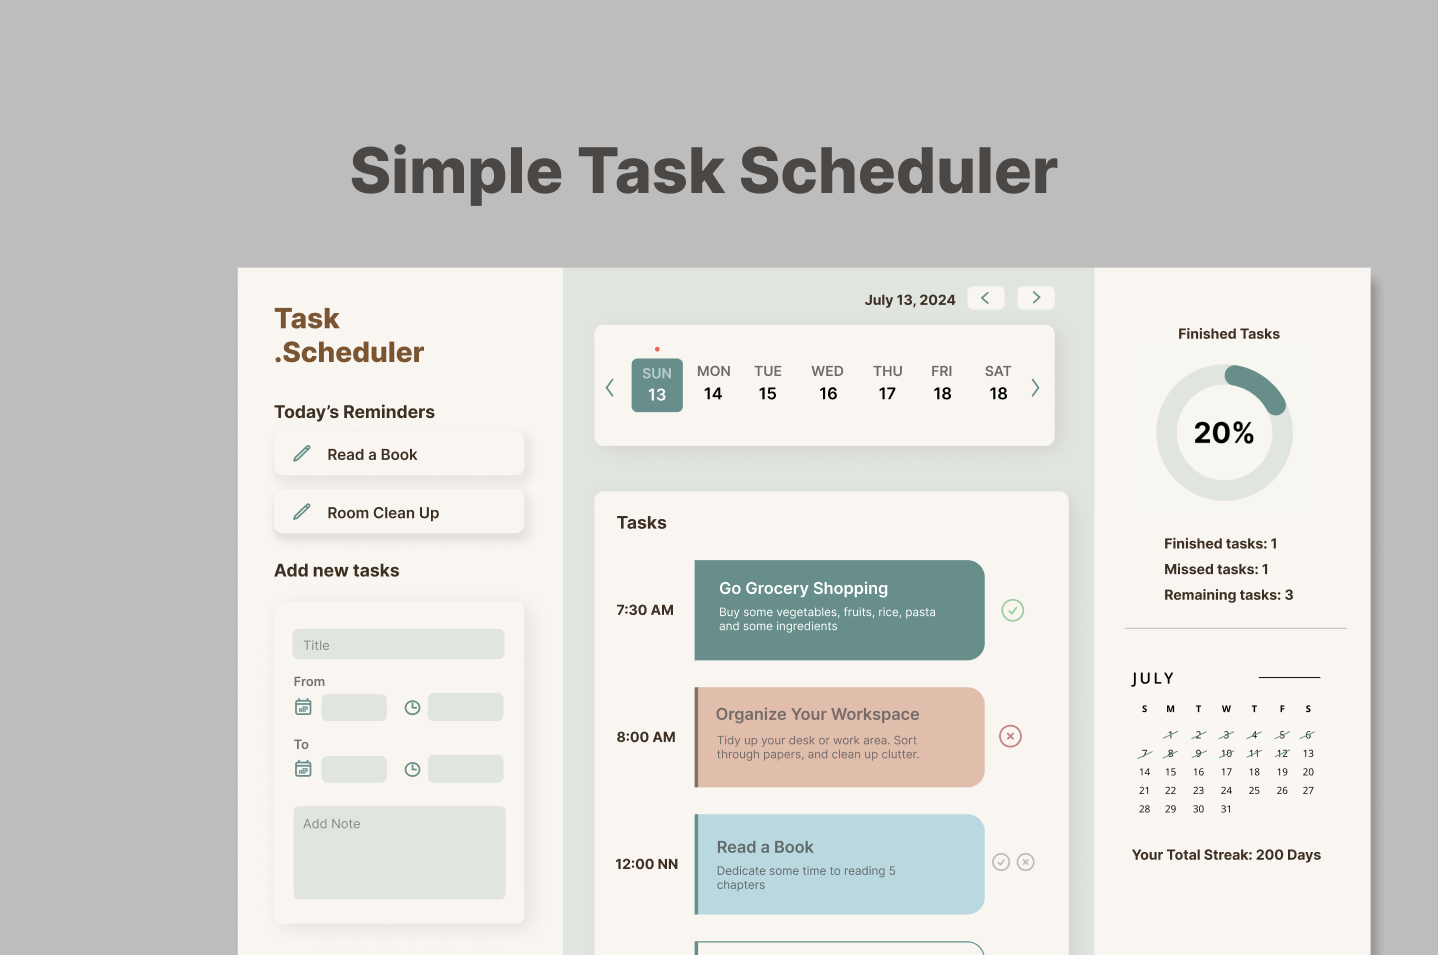 Simple Task Scheduler
Task
.Scheduler
Today’s Reminders
Read a Book
Room Clean Up
Add new tasks
Title
From
To
Add Note
July 13, 2024
SUN MON TUE WED THU FRI SAT
13 14 15 16 17 18 18
Tasks
7:30 AM
Go Grocery Shopping
Buy some vegetables, fruits, rice, pasta
and some ingredients
8:00 AM
Organize Your Workspace
Tidy up your desk or work area. Sort
through papers, and clean up clutter.
12:00 NN
Read a Book
Dedicate some time to reading 5
chapters
Finished Tasks
20%
Finished tasks: 1
Missed tasks: 1
Remaining tasks: 3
JULY
S M T W T F S
1 2 3 4 5 6
7 8 9 10 11 12 13
14 15 16 17 18 19 20
21 22 23 24 25 26 27
28 29 30 31
Your Total Streak: 200 Days